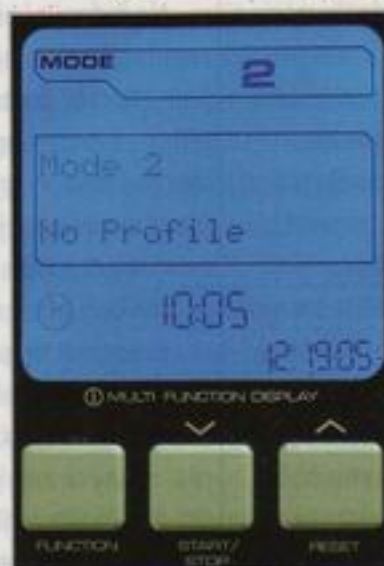 MODE 2
Mode 2
No Profile
10:05
12:19:05
MULTI FUNCTION DISPLAY
FUNCTION START/STOP RESET